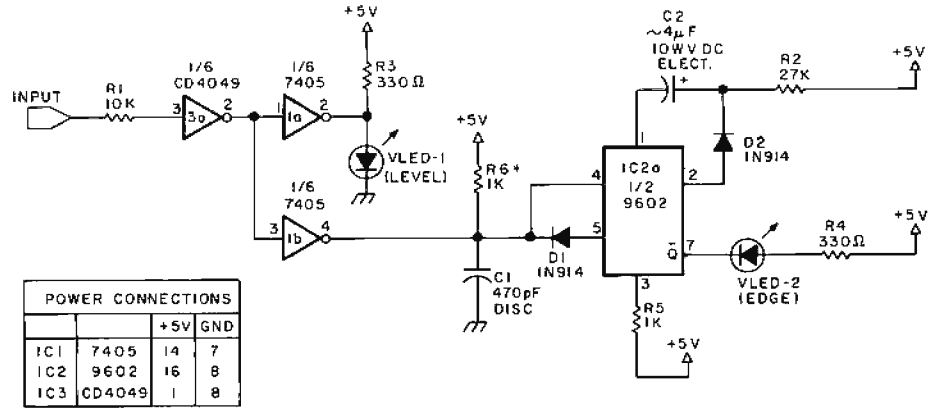 +5V
C2
~4µF
10WVDC
ELECT.
+
R2
27K
+5V
1/6
CD4049
1/6
7405
R3
330Ω
INPUT
R1
10K
3
3a
2
1
1a
2
VLED-1
(LEVEL)
+5V
R6*
1K
1
IC2a
1/2
9602
4
2
D2
1N914
1/6
7405
3
1b
4
5
D1
1N914
Q̄
7
3
VLED-2
(EDGE)
R4
330Ω
+5V
C1
470pF
DISC
R5
1K
+5V
POWER CONNECTIONS
+5V GND
IC1 7405 14 7
IC2 9602 16 8
IC3 CD4049 1 8